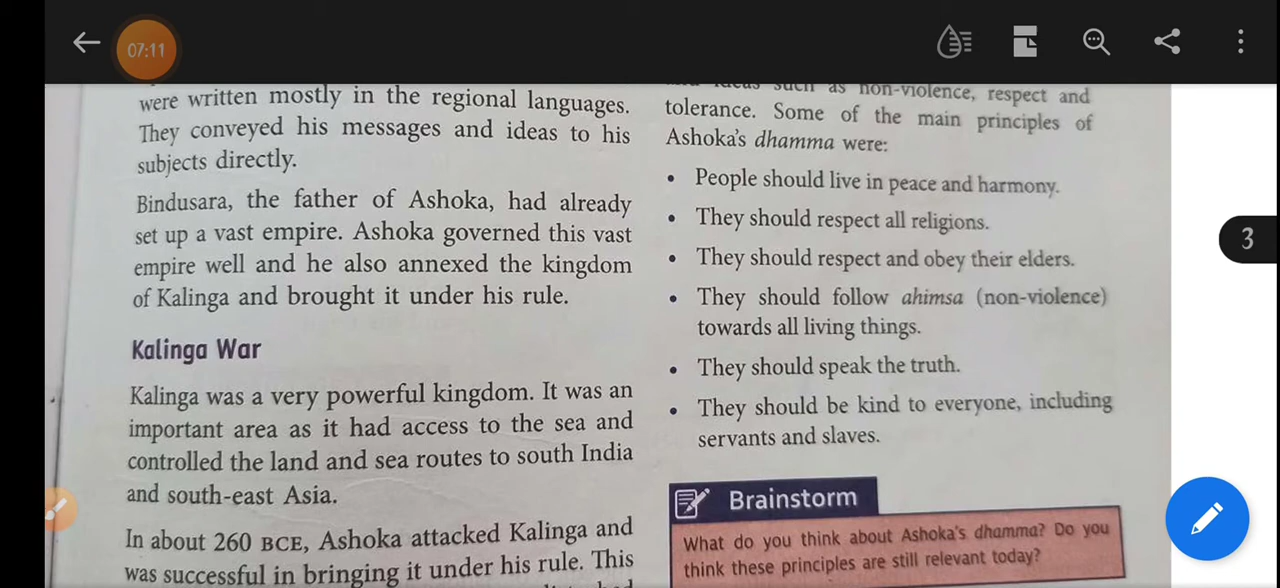 07:11
were written mostly in the regional languages.
They conveyed his messages and ideas to his
subjects directly.
Bindusara, the father of Ashoka, had already
set up a vast empire. Ashoka governed this vast
empire well and he also annexed the kingdom
of Kalinga and brought it under his rule.
Kalinga War
Kalinga was a very powerful kingdom. It was an
important area as it had access to the sea and
controlled the land and sea routes to south India
and south-east Asia.
In about 260 BCE, Ashoka attacked Kalinga and
was successful in bringing it under his rule. This
ideas such as non-violence, respect and
tolerance. Some of the main principles of
Ashoka's dhamma were:
• People should live in peace and harmony.
• They should respect all religions.
• They should respect and obey their elders.
• They should follow ahimsa (non-violence)
towards all living things.
• They should speak the truth.
• They should be kind to everyone, including
servants and slaves.
Brainstorm
What do you think about Ashoka's dhamma? Do you
think these principles are still relevant today?
3